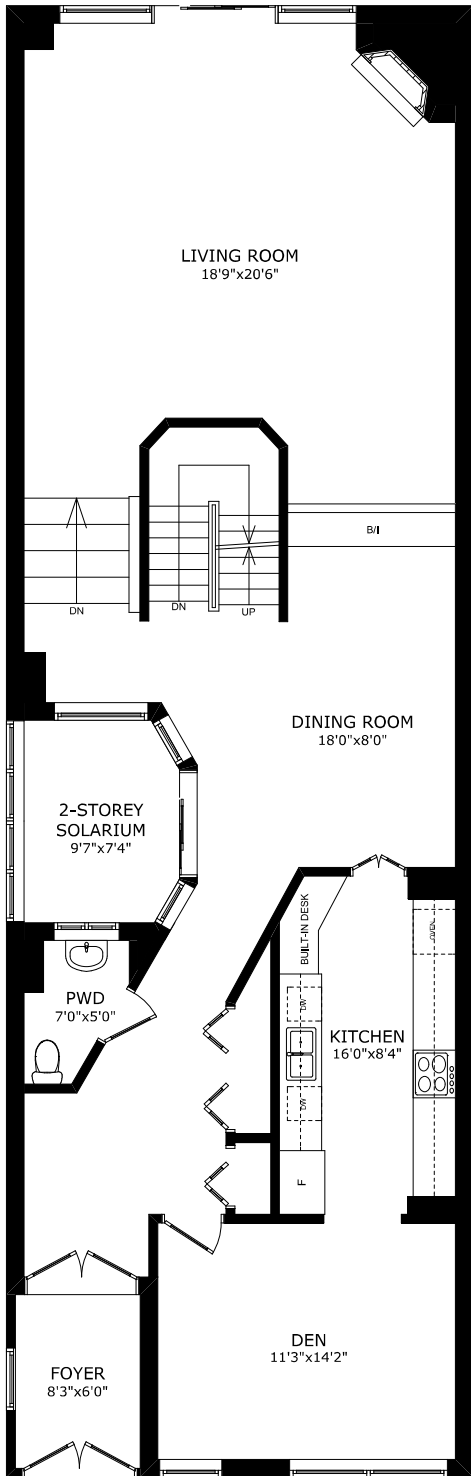 LIVING ROOM
18'9"x20'6"
B/I
DN
DN
UP
DINING ROOM
18'0"x8'0"
2-STOREY
SOLARIUM
9'7"x7'4"
BUILT-IN DESK
OVEN
PWD
7'0"x5'0"
DW
KITCHEN
16'0"x8'4"
DW
F
DEN
11'3"x14'2"
FOYER
8'3"x6'0"